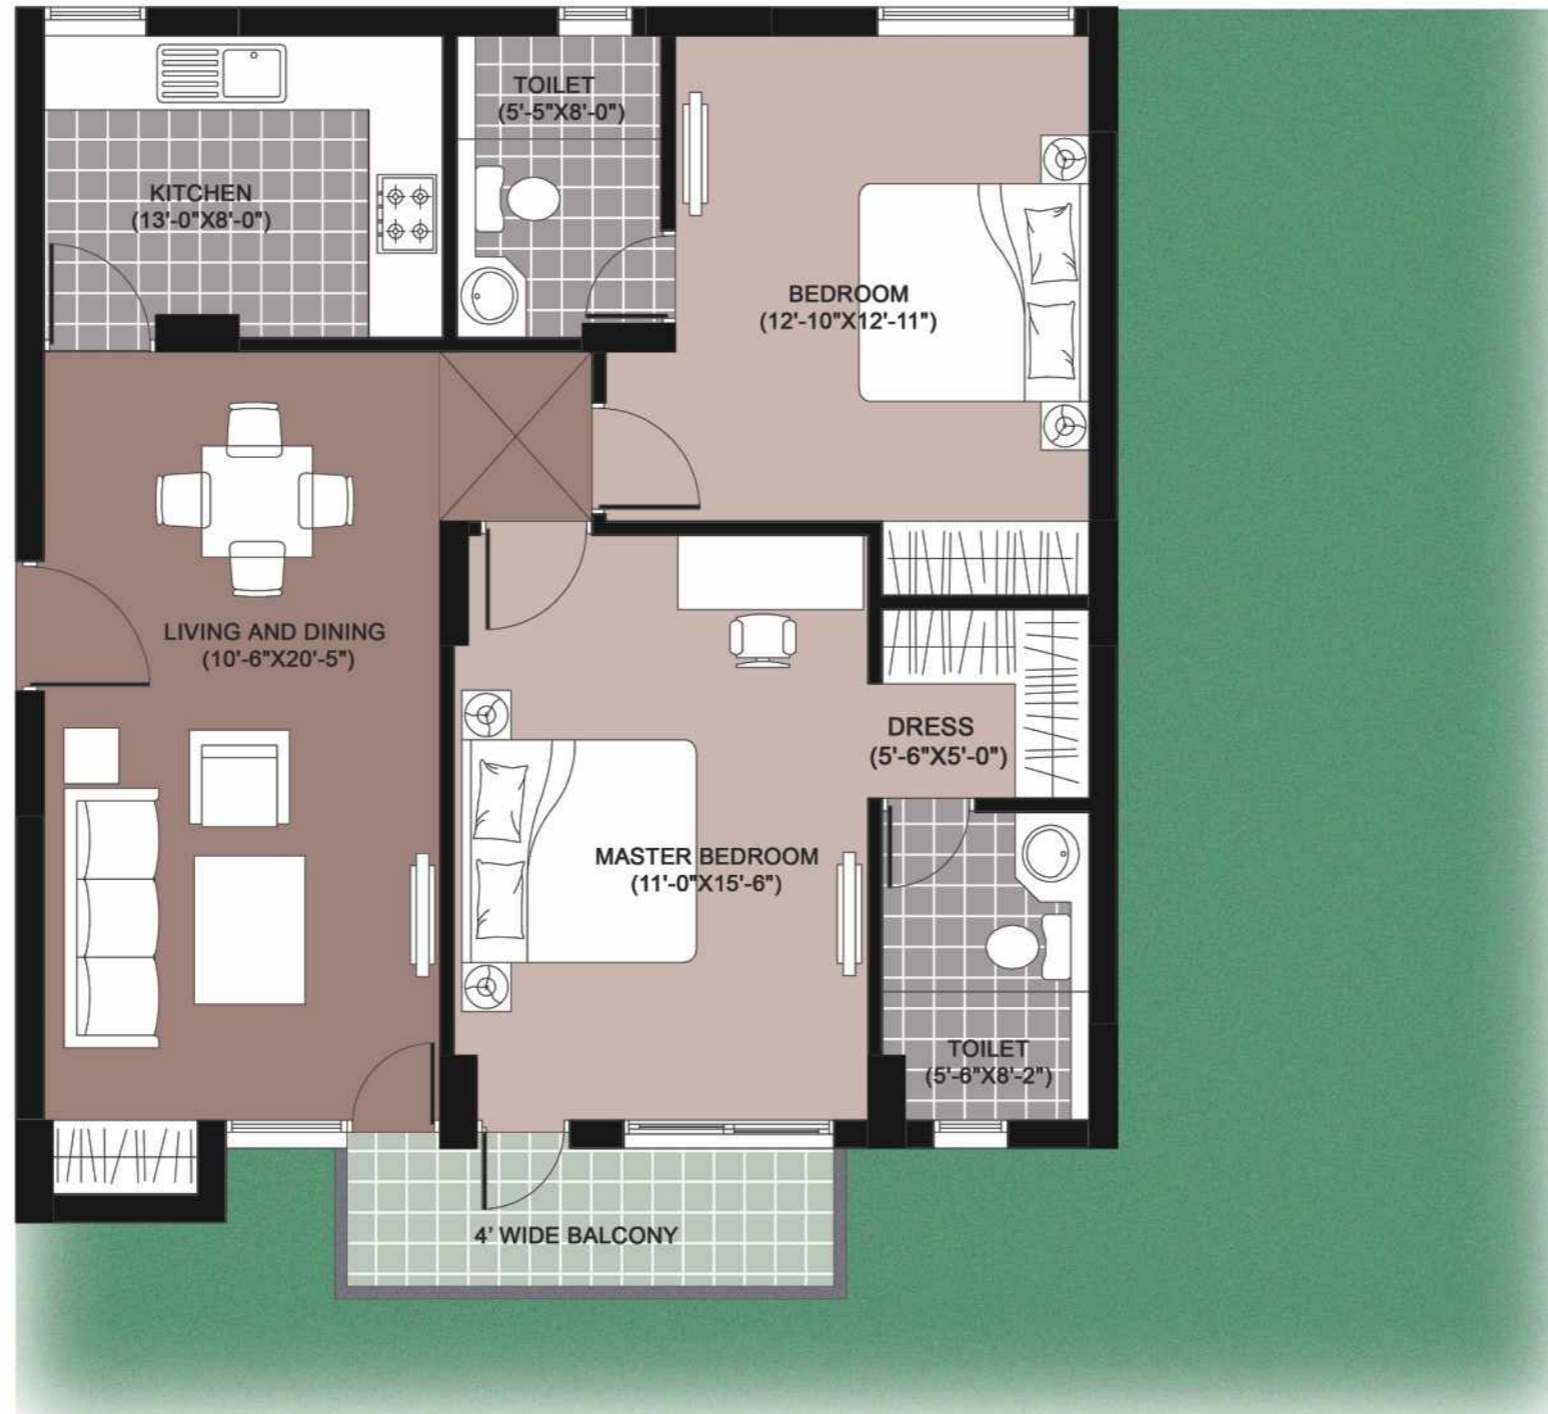 TOILET
(5'-5"X8'-0")
KITCHEN
(13'-0"X8'-0")
BEDROOM
(12'-10"X12'-11")
LIVING AND DINING
(10'-6"X20'-5")
DRESS
(5'-6"X5'-0")
MASTER BEDROOM
(11'-0"X15'-6")
TOILET
(5'-6"X8'-2")
4' WIDE BALCONY